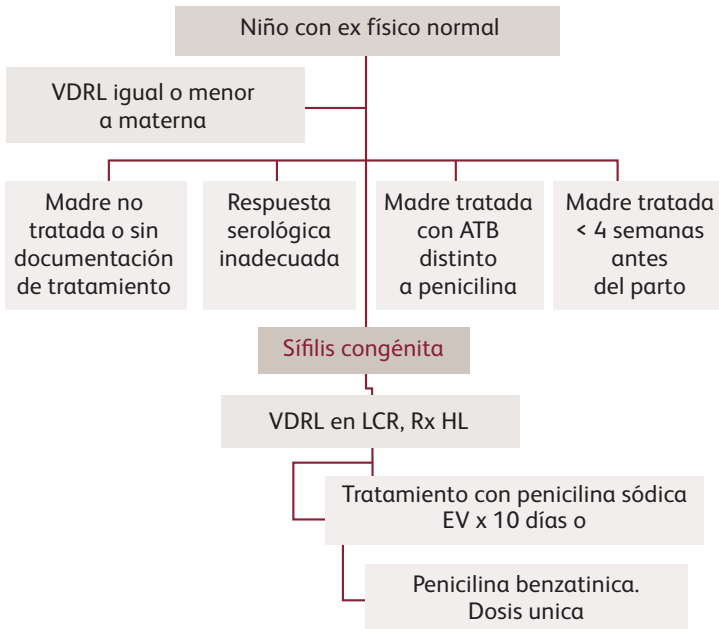 Niño con ex físico normal
VDRL igual o menor
a materna
Madre no
tratada o sin
documentación
de tratamiento
Respuesta
serológica
inadecuada
Madre tratada
con ATB
distinto
a penicilina
Madre tratada
< 4 semanas
antes
del parto
Sífilis congénita
VDRL en LCR, Rx HL
Tratamiento con penicilina sódica
EV x 10 días o
Penicilina benzatinica.
Dosis unica